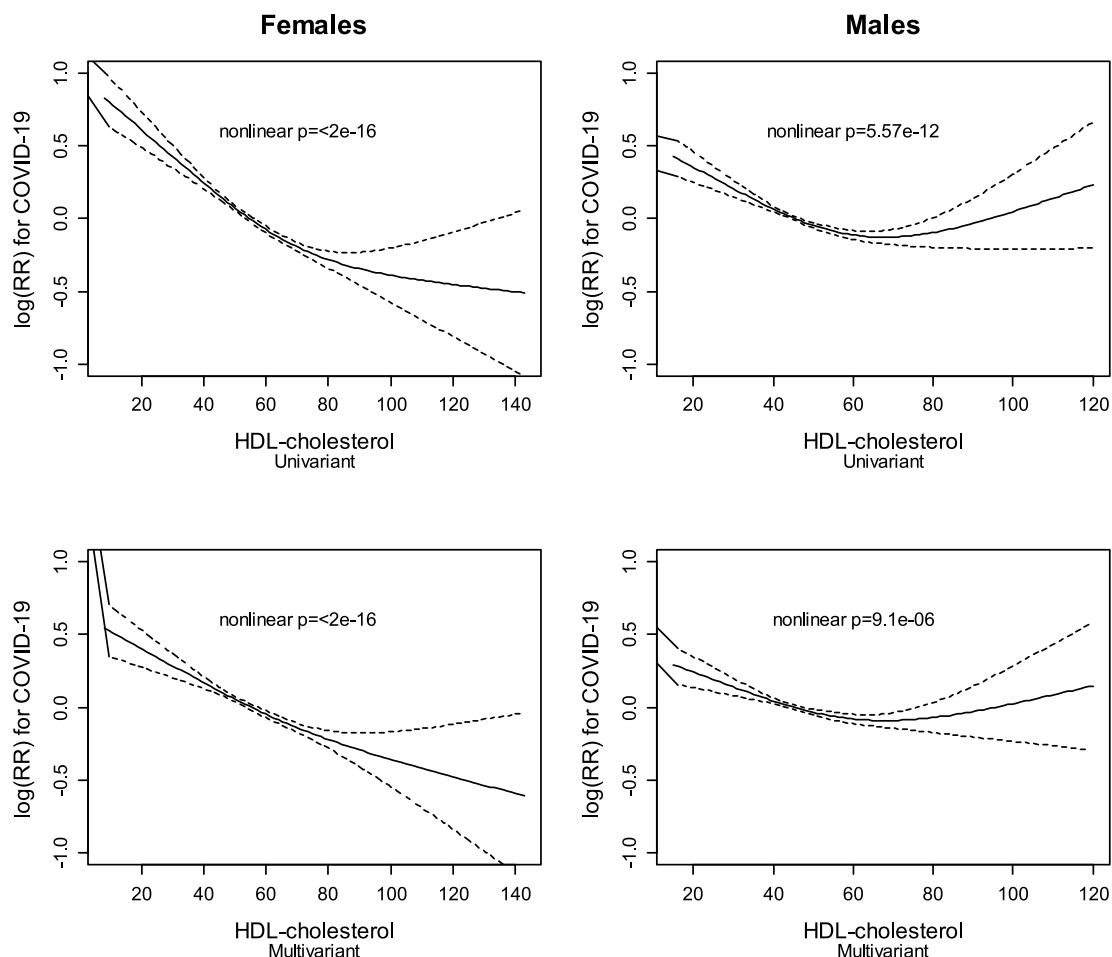 Females
Males
log(RR) for COVID-19
1.0
0.5
0.0
-0.5
-1.0
nonlinear p=<2e-16
20 40 60 80 100 120 140
HDL-cholesterol
Univariant
log(RR) for COVID-19
1.0
0.5
0.0
-0.5
-1.0
nonlinear p=5.57e-12
20 40 60 80 100 120
HDL-cholesterol
Univariant
log(RR) for COVID-19
1.0
0.5
0.0
-0.5
-1.0
nonlinear p=<2e-16
20 40 60 80 100 120 140
HDL-cholesterol
Multivariant
log(RR) for COVID-19
1.0
0.5
0.0
-0.5
-1.0
nonlinear p=9.1e-06
20 40 60 80 100 120
HDL-cholesterol
Multivariant